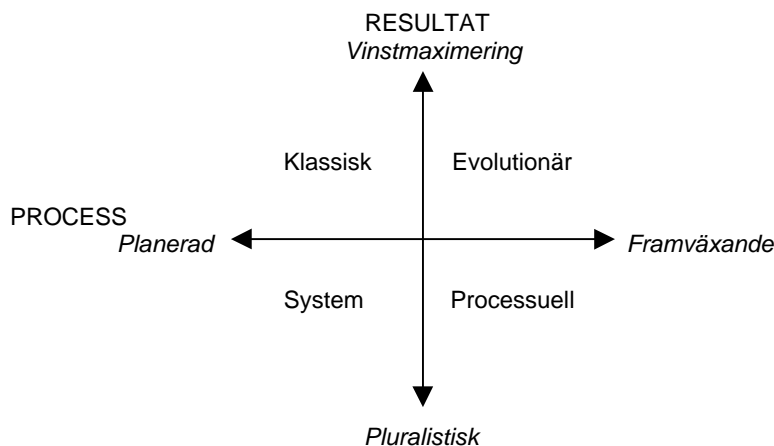 RESULTAT
Vinstmaximering
Klassisk Evolutionär
PROCESS
Planerad Framväxande
System Processuell
Pluralistisk